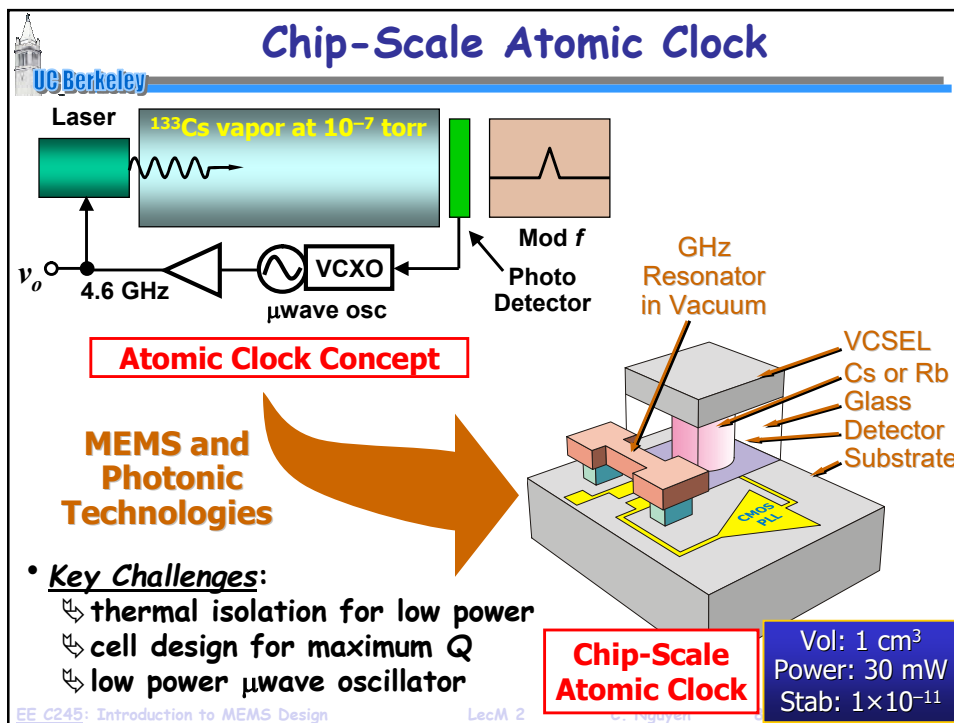 Chip-Scale Atomic Clock
UC Berkeley
Laser
¹³³Cs vapor at 10⁻⁷ torr
Mod f
Photo
Detector
VCXO
μwave osc
4.6 GHz
vₒ
Atomic Clock Concept
GHz
Resonator
in Vacuum
VCSEL
Cs or Rb
Glass
Detector
Substrate
CMOS
PLL
MEMS and
Photonic
Technologies
• Key Challenges:
↳ thermal isolation for low power
↳ cell design for maximum Q
↳ low power μwave oscillator
Chip-Scale
Atomic Clock
Vol: 1 cm³
Power: 30 mW
Stab: 1×10⁻¹¹
EE C245: Introduction to MEMS Design LecM 2 C. Nguyen